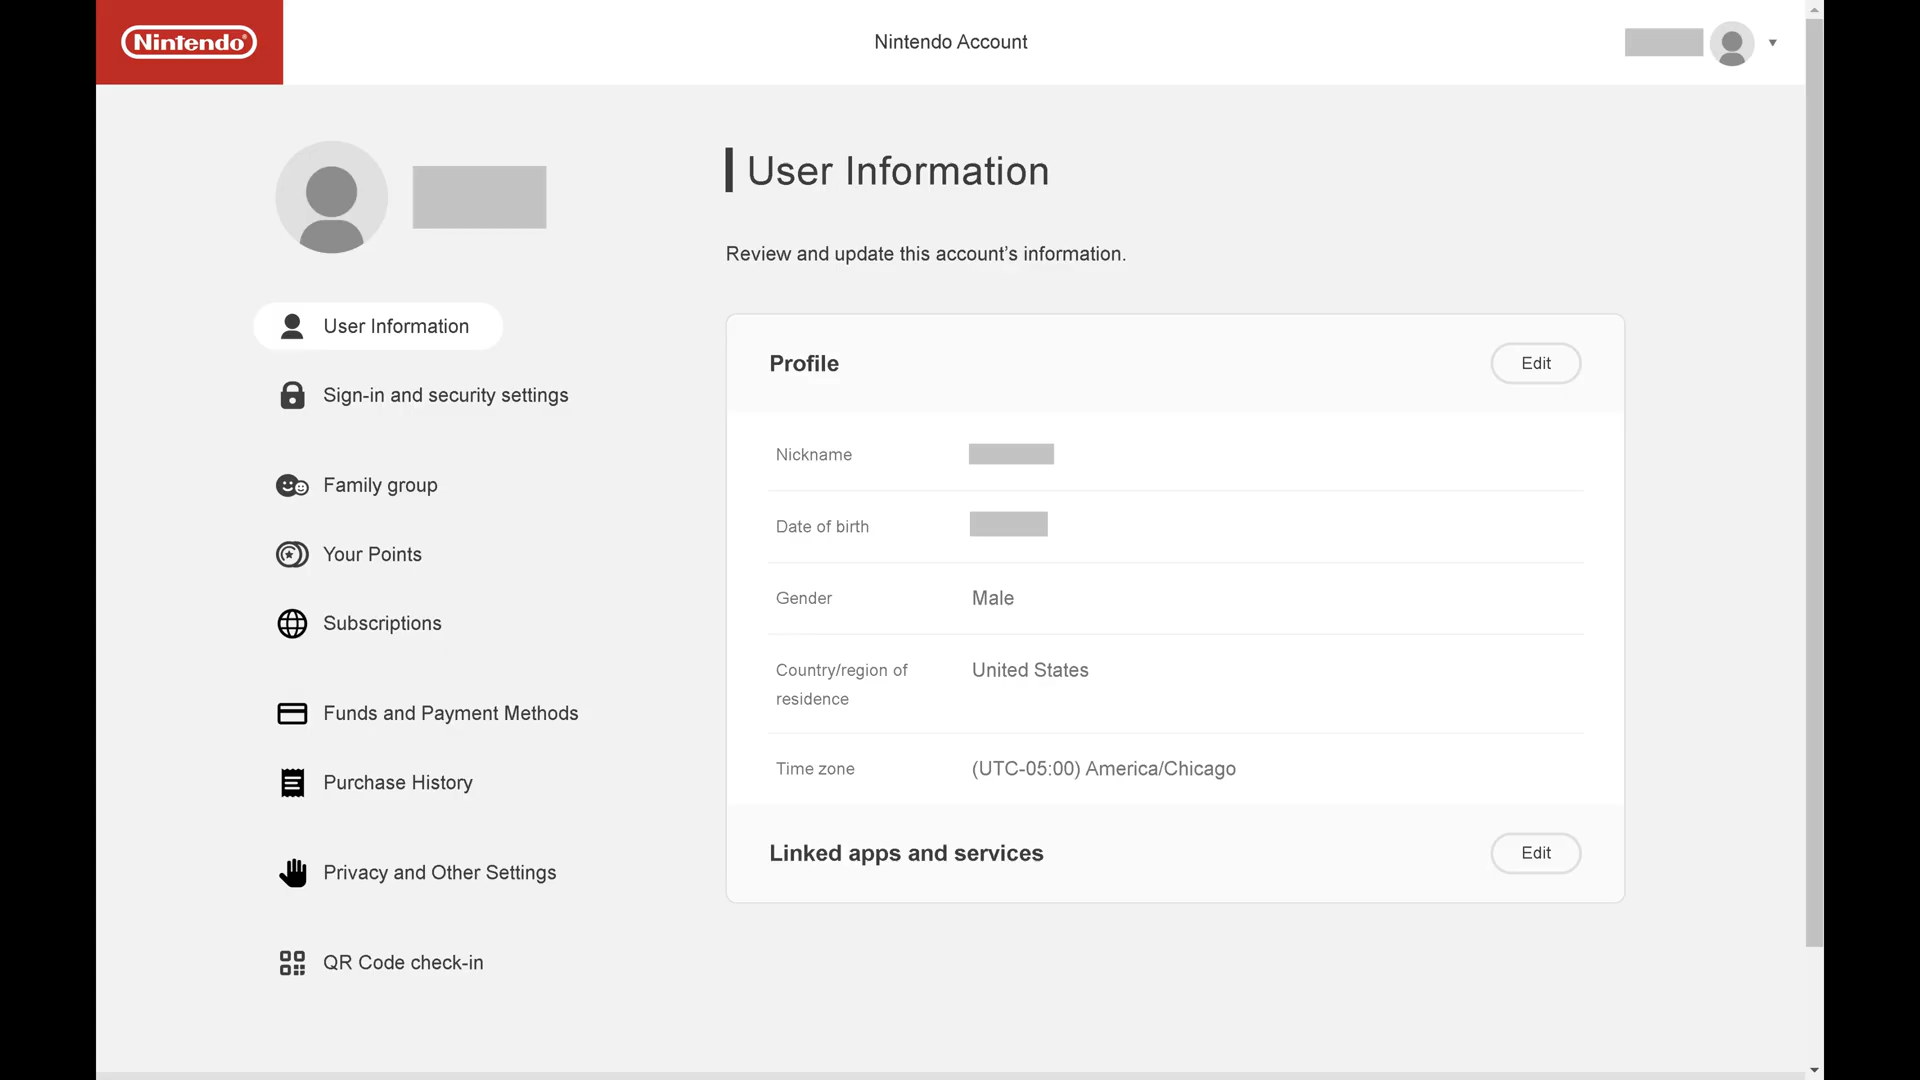 Nintendo
Nintendo Account
User Information
Review and update this account’s information.
User Information
Sign-in and security settings
Family group
Your Points
Subscriptions
Funds and Payment Methods
Purchase History
Privacy and Other Settings
QR Code check-in
Profile
Edit
Nickname
Date of birth
Gender Male
Country/region of United States
residence
Time zone (UTC-05:00) America/Chicago
Linked apps and services
Edit